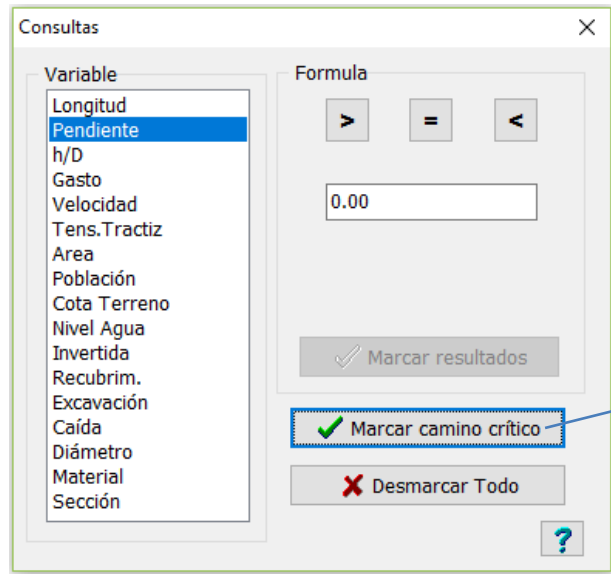 Consultas
Variable
Longitud
Pendiente
h/D
Gasto
Velocidad
Tens.Tractiz
Area
Población
Cota Terreno
Nivel Agua
Invertida
Recubrim.
Excavación
Caída
Diámetro
Material
Sección
Formula
> = <
0.00
Marcar resultados
Marcar camino crítico
Desmarcar Todo
?